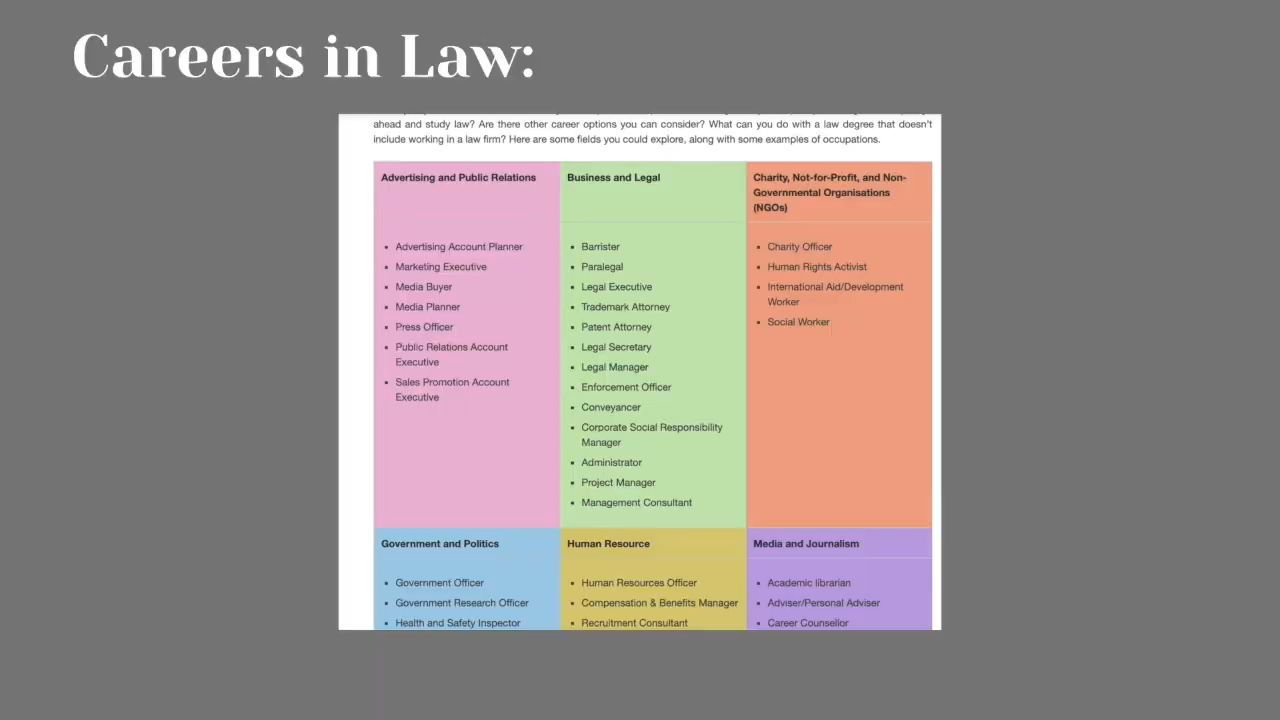 Careers in Law:
ahead and study law? Are there other career options you can consider? What can you do with a law degree that doesn't
include working in a law firm? Here are some fields you could explore, along with some examples of occupations.
Advertising and Public Relations
Advertising Account Planner
Marketing Executive
Media Buyer
Media Planner
Press Officer
Public Relations Account
Executive
Sales Promotion Account
Executive
Business and Legal
Barrister
Paralegal
Legal Executive
Trademark Attorney
Patent Attorney
Legal Secretary
Legal Manager
Enforcement Officer
Conveyancer
Corporate Social Responsibility
Manager
Administrator
Project Manager
Management Consultant
Charity, Not-for-Profit, and Non-
Governmental Organisations
(NGOs)
Charity Officer
Human Rights Activist
International Aid/Development
Worker
Social Worker
Government and Politics
Government Officer
Government Research Officer
Health and Safety Inspector
Human Resource
Human Resources Officer
Compensation & Benefits Manager
Recruitment Consultant
Media and Journalism
Academic librarian
Adviser/Personal Adviser
Career Counsellor